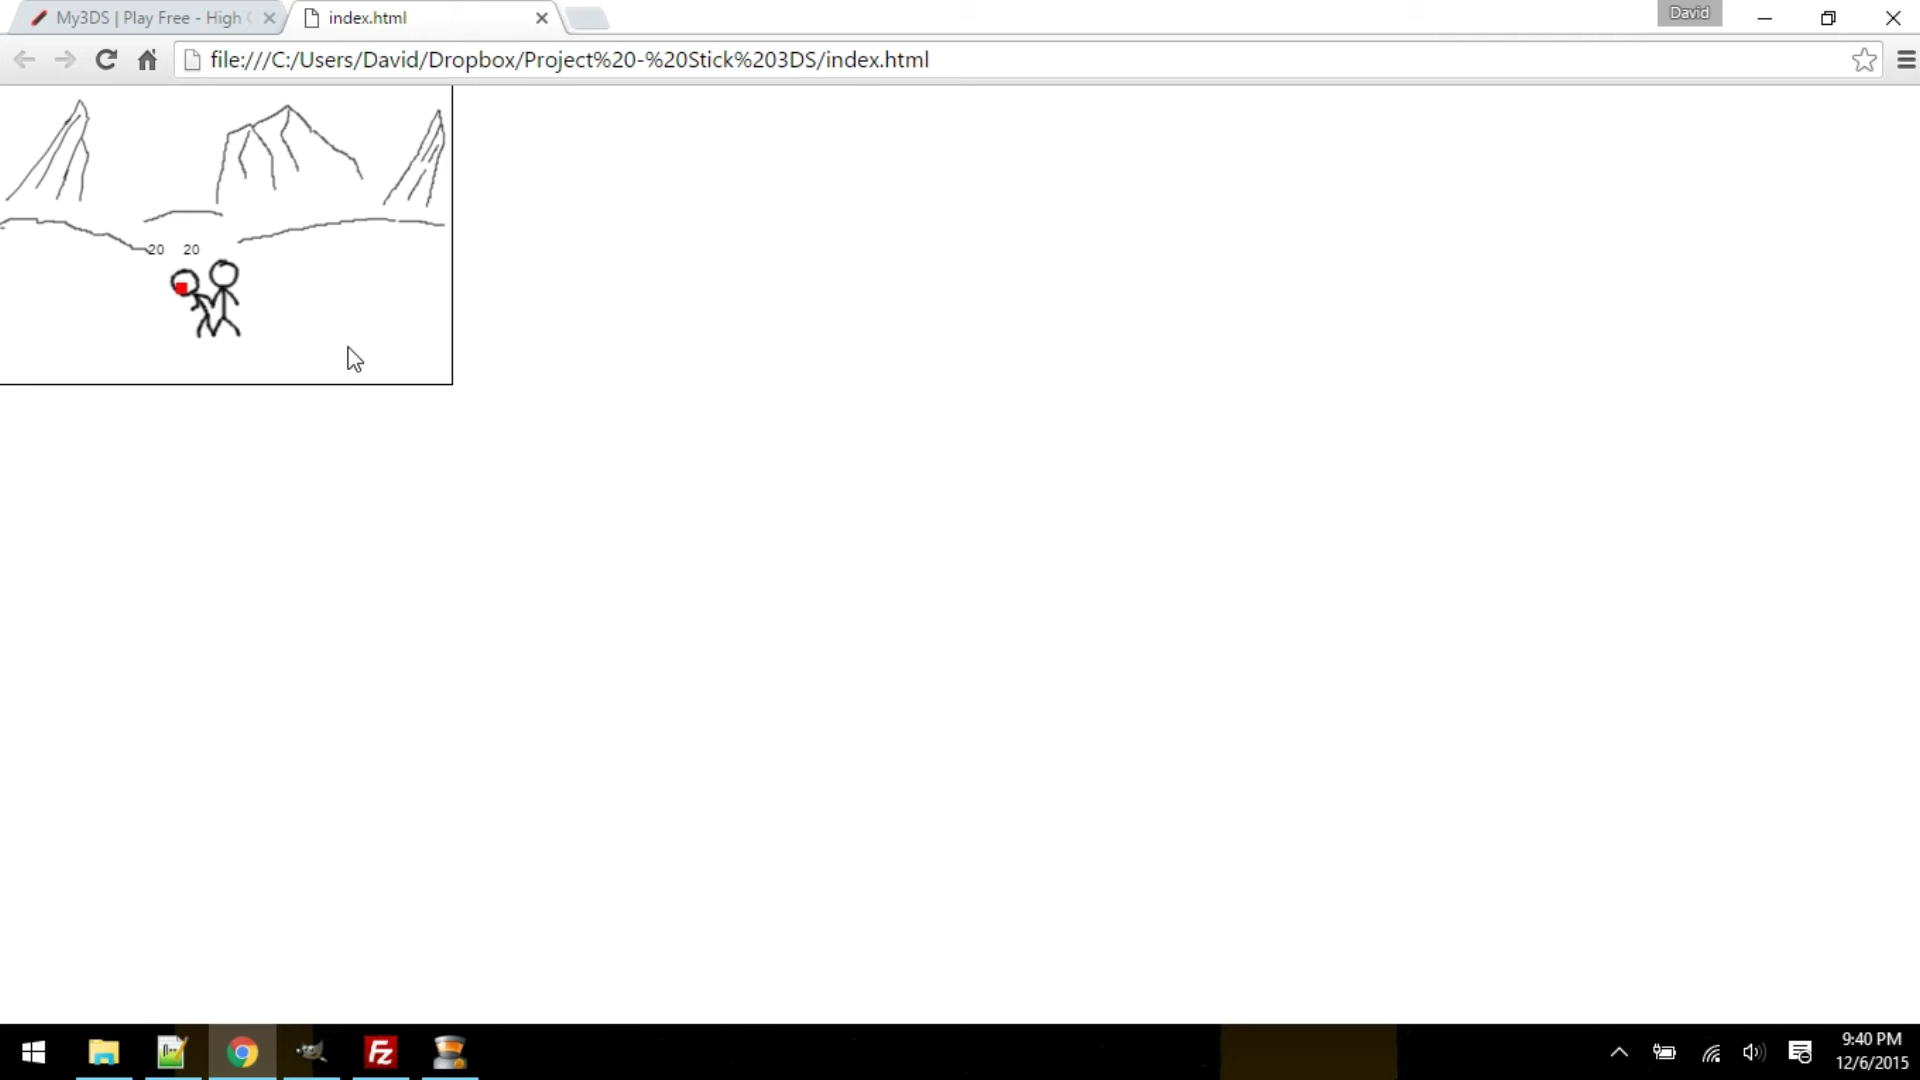 My3DS | Play Free - High
index.html
David
file:///C:/Users/David/Dropbox/Project%20-%20Stick%203DS/index.html
20 20
9:40 PM
12/6/2015